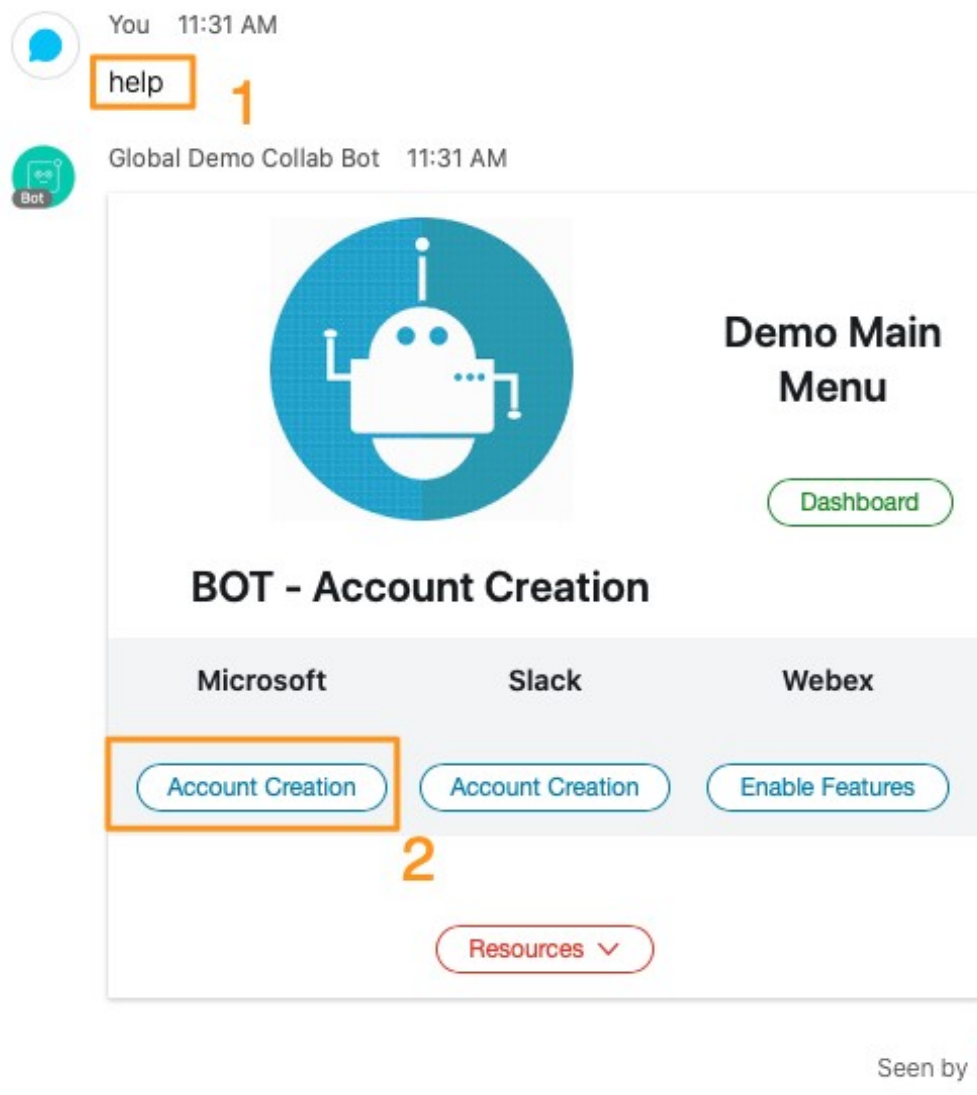 You 11:31 AM
help
1
Global Demo Collab Bot 11:31 AM
Bot
Demo Main
Menu
Dashboard
BOT - Account Creation
Microsoft Slack Webex
Account Creation Account Creation Enable Features
2
Resources
Seen by